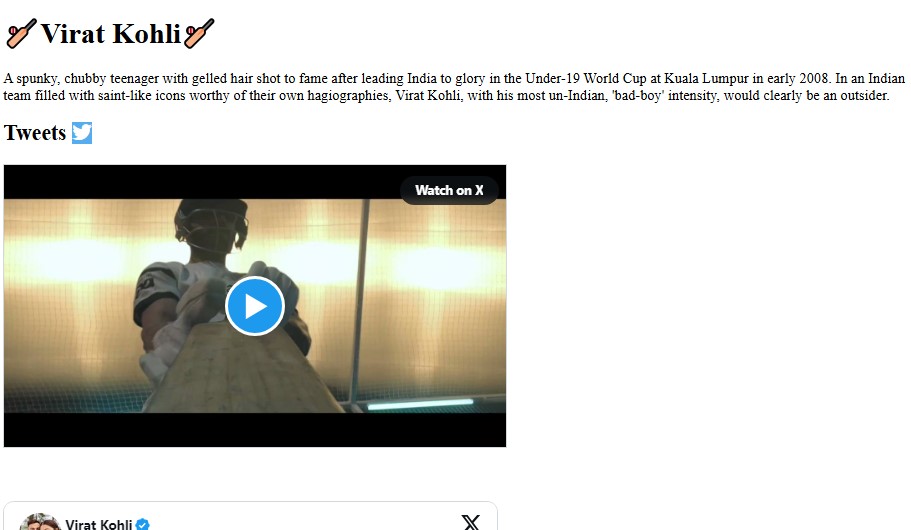 Virat Kohli
A spunky, chubby teenager with gelled hair shot to fame after leading India to glory in the Under-19 World Cup at Kuala Lumpur in early 2008. In an Indian
team filled with saint-like icons worthy of their own hagiographies, Virat Kohli, with his most un-Indian, 'bad-boy' intensity, would clearly be an outsider.
Tweets
Watch on X
Virat Kohli